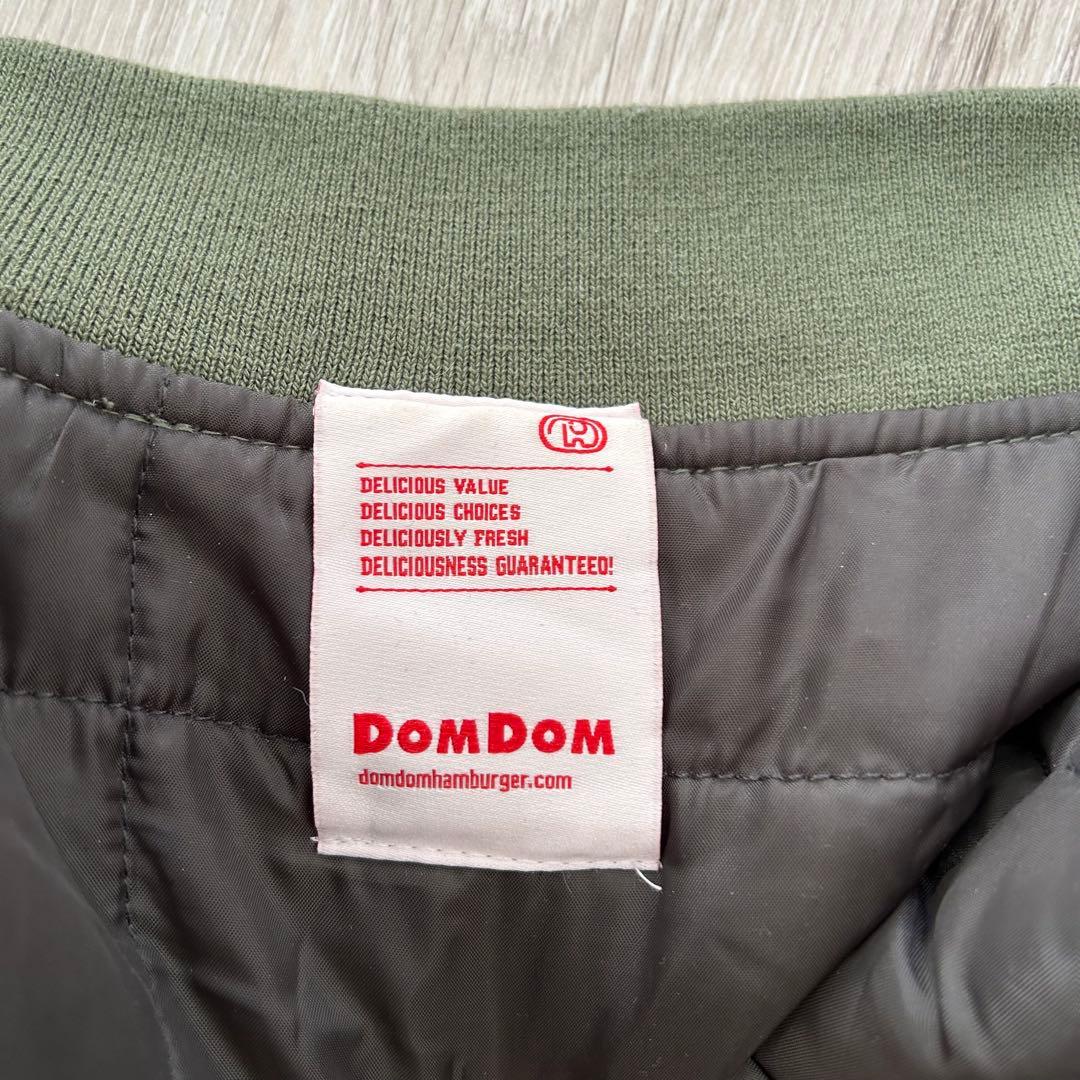 DELICIOUS VALUE
DELICIOUS CHOICES
DELICIOUSLY FRESH
DELICIOUSNESS GUARANTEED!
DOMDOM
domdomhamburger.com